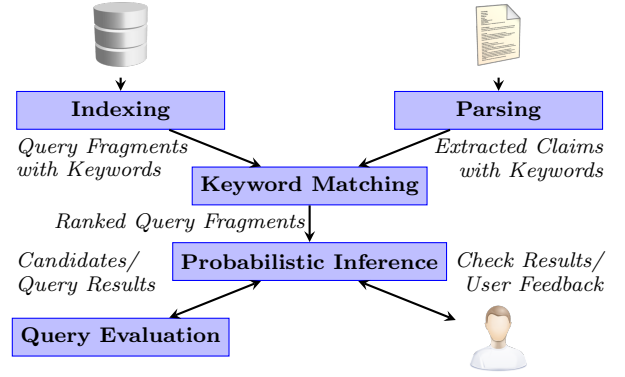 Indexing
Parsing
Query Fragments
with Keywords
Extracted Claims
with Keywords
Keyword Matching
Ranked Query Fragments
Candidates/
Query Results
Probabilistic Inference
Check Results/
User Feedback
Query Evaluation